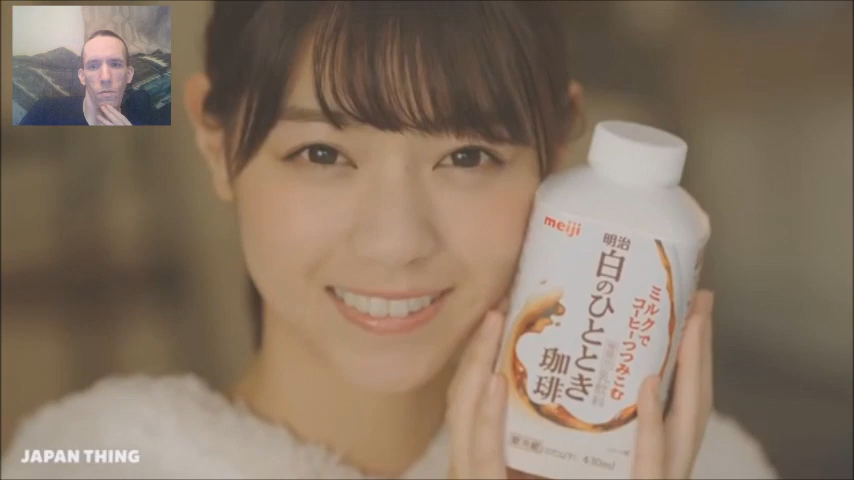 meiji
明治
白のひととき
珈琲
ミルクで
コーヒーつつみこむ
430ml
JAPAN THING